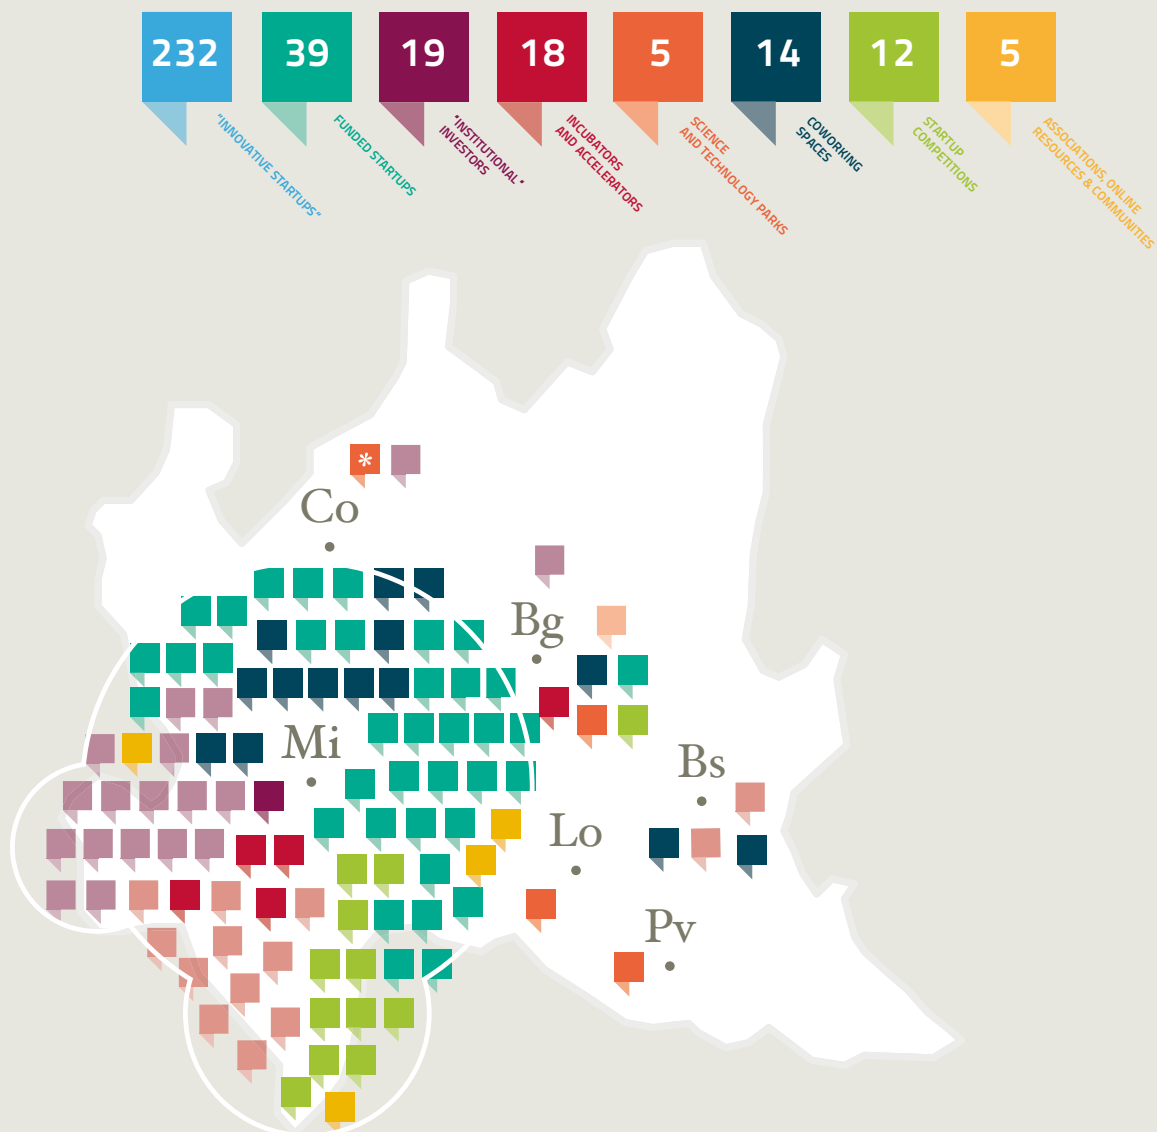 232
39
19
18
5
14
12
5
"INNOVATIVE STARTUPS"
FUNDED STARTUPS
"INSTITUTIONAL"
INVESTORS
INCUBATORS
AND ACCELERATORS
SCIENCE
AND TECHNOLOGY PARKS
COWORKING
SPACES
STARTUP
COMPETITIONS
ASSOCIATIONS, ONLINE
RESOURCES & COMMUNITIES
*
Co
Bg
Mi
Bs
Lo
Pv